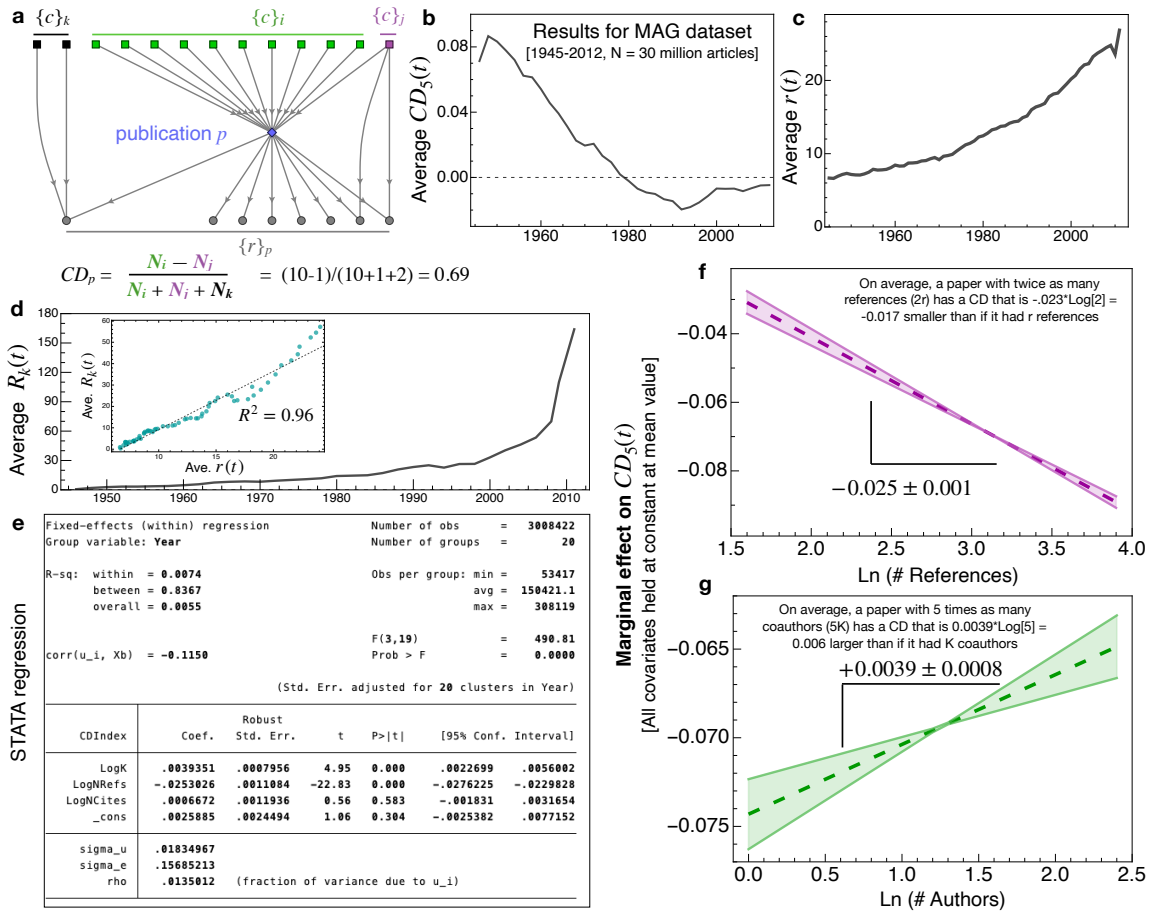 a
{c}k
{c}i
{c}j
publication p
{r}p
CDp = (Ni − Nj) / (Ni + Nj + Nk) = (10-1)/(10+1+2) = 0.69
b
Results for MAG dataset
[1945-2012, N = 30 million articles]
Average CD5(t)
0.08
0.04
0.00
1960
1980
2000
c
Average r(t)
20
10
0
1960
1980
2000
d
Average Rk(t)
180
150
120
90
60
30
0
1950
1960
1970
1980
1990
2000
2010
Ave. Rk(t)
60
50
40
30
20
10
0
R² = 0.96
10
15
20
Ave. r(t)
e
STATA regression
Fixed-effects (within) regression Number of obs = 3008422
Group variable: Year Number of groups = 20
R-sq: within = 0.0074 Obs per group: min = 53417
between = 0.8367 avg = 150421.1
overall = 0.0055 max = 308119
F(3,19) = 490.81
corr(u_i, Xb) = -0.1150 Prob > F = 0.0000
(Std. Err. adjusted for 20 clusters in Year)
Robust
CDIndex Coef. Std. Err. t P>|t| [95% Conf. Interval]
LogK .0039351 .0007956 4.95 0.000 .0022699 .0056002
LogNRefs -.0253026 .0011084 -22.83 0.000 -.0276225 -.0229828
LogNCites .0006672 .0011936 0.56 0.583 -.001831 .0031654
_cons .0025885 .0024494 1.06 0.304 -.0025382 .0077152
sigma_u .01834967
sigma_e .15685213
rho .0135012 (fraction of variance due to u_i)
Marginal effect on CD5(t)
[All covariates held at constant at mean value]
f
On average, a paper with twice as many
references (2r) has a CD that is -.023*Log[2] =
-0.017 smaller than if it had r references
−0.04
−0.06
−0.08
−0.025 ± 0.001
1.5
2.0
2.5
3.0
3.5
4.0
Ln (# References)
g
On average, a paper with 5 times as many
coauthors (5K) has a CD that is 0.0039*Log[5] =
0.006 larger than if it had K coauthors
+0.0039 ± 0.0008
−0.065
−0.070
−0.075
0.0
0.5
1.0
1.5
2.0
2.5
Ln (# Authors)